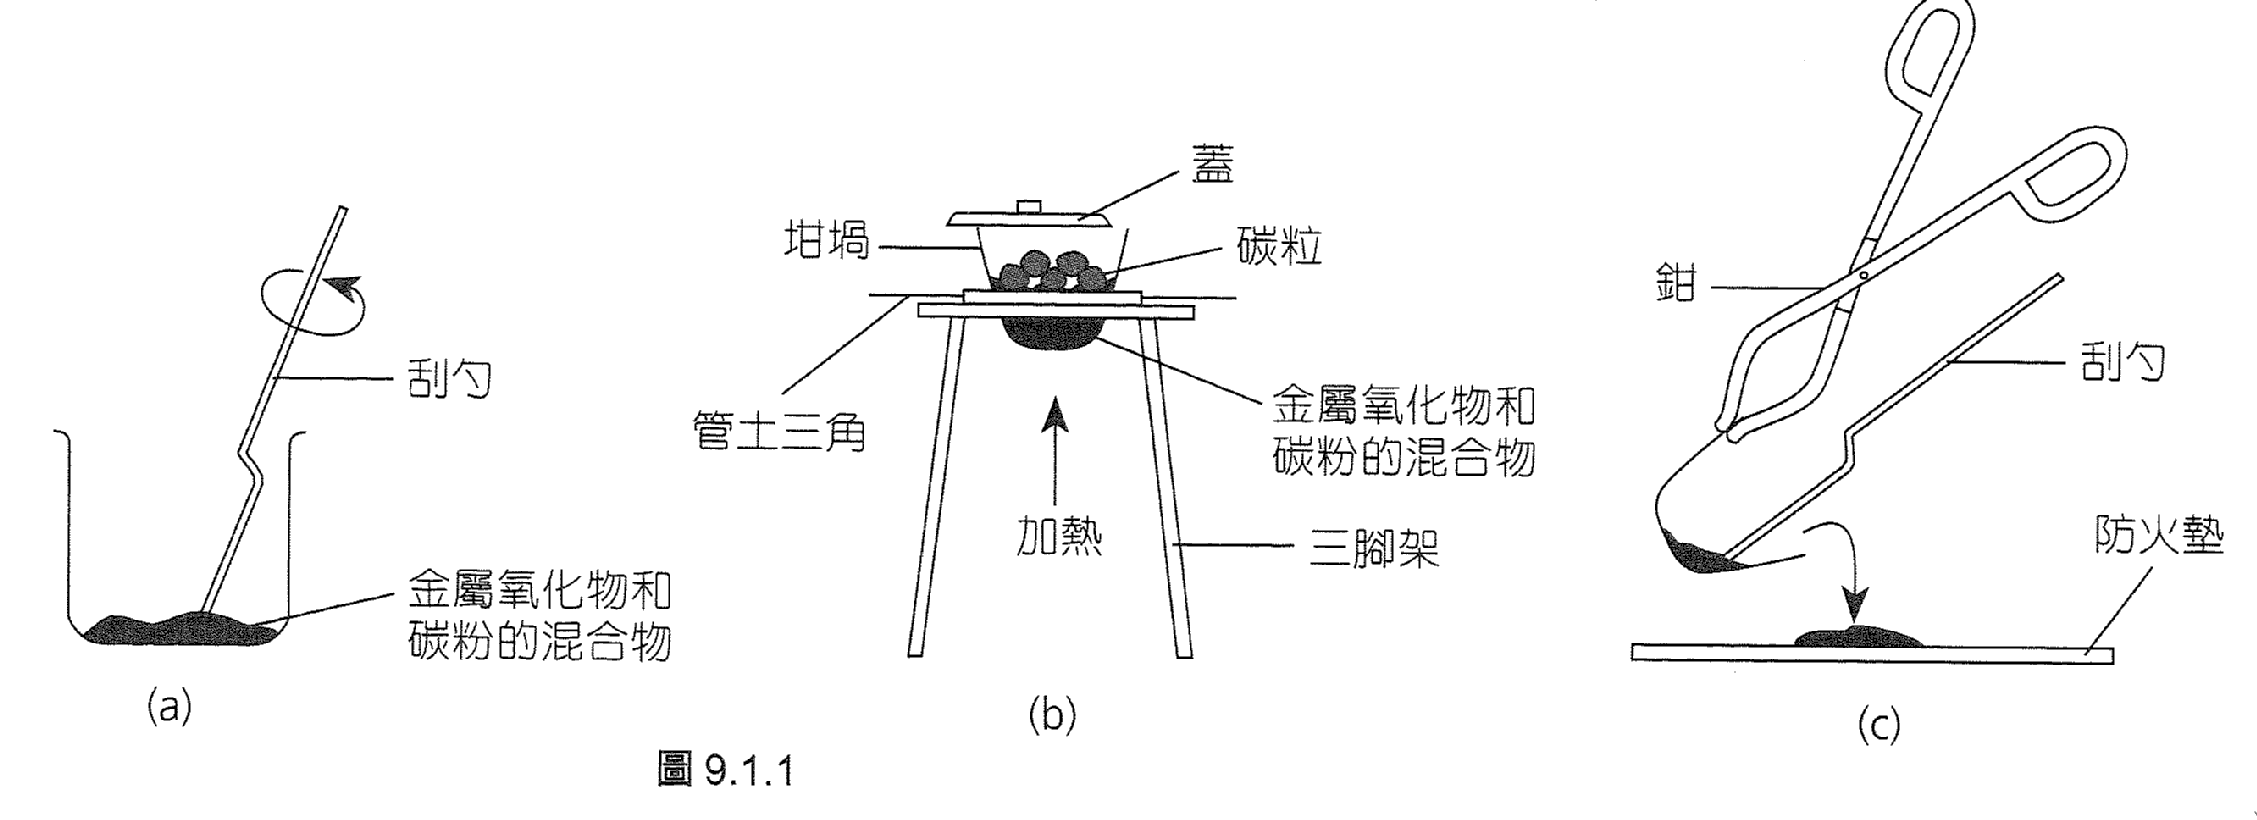 刮勺
金屬氧化物和
碳粉的混合物
(a)
蓋
坩堝
碳粒
管土三角
金屬氧化物和
碳粉的混合物
加熱
三腳架
(b)
鉗
刮勺
防火墊
(c)
圖 9.1.1